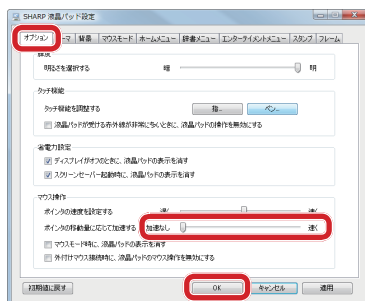 SHARP 液晶パッド設定
オプション 背景 マウスモード ホームメニュー 辞書メニュー エンターテイメントメニュー スタンプ フレーム
輝度
明るさを選択する 暗 明
タッチ機能
タッチ機能を調整する 指... ペン...
液晶パッドが受ける赤外線が非常に多いときに、液晶パッドの操作を無効にする
省電力設定
ディスプレイがオフのときに、液晶パッドの表示を消す
スクリーンセーバー起動時に、液晶パッドの表示を消す
マウス操作
ポインタの速度を設定する 遅く 速く
ポインタの移動量に応じて加速する 加速なし 速く
マウスモード時に、液晶パッドの表示を消す
外付けマウス接続時に、液晶パッドのマウス操作を無効にする
初期値に戻す OK キャンセル 適用